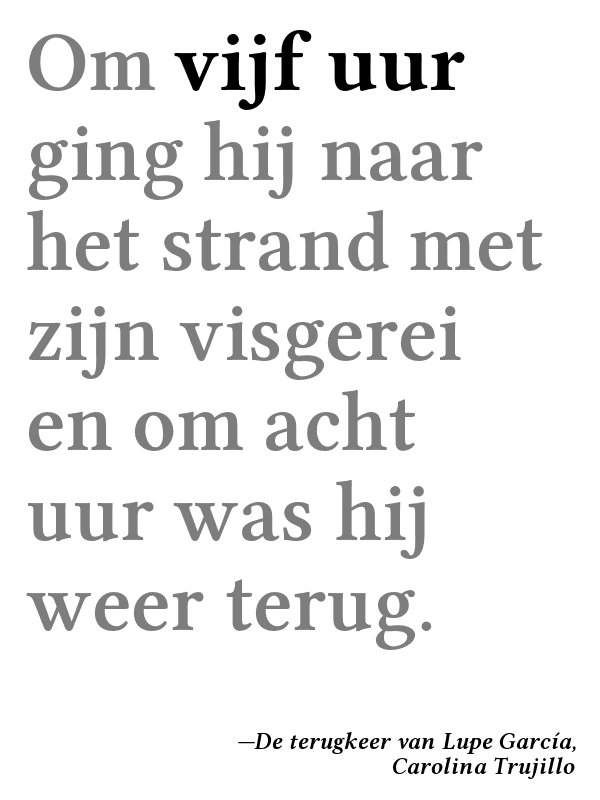 Om vijf uur
ging hij naar
het strand met
zijn visgerei
en om acht
uur was hij
weer terug.
—De terugkeer van Lupe García,
Carolina Trujillo